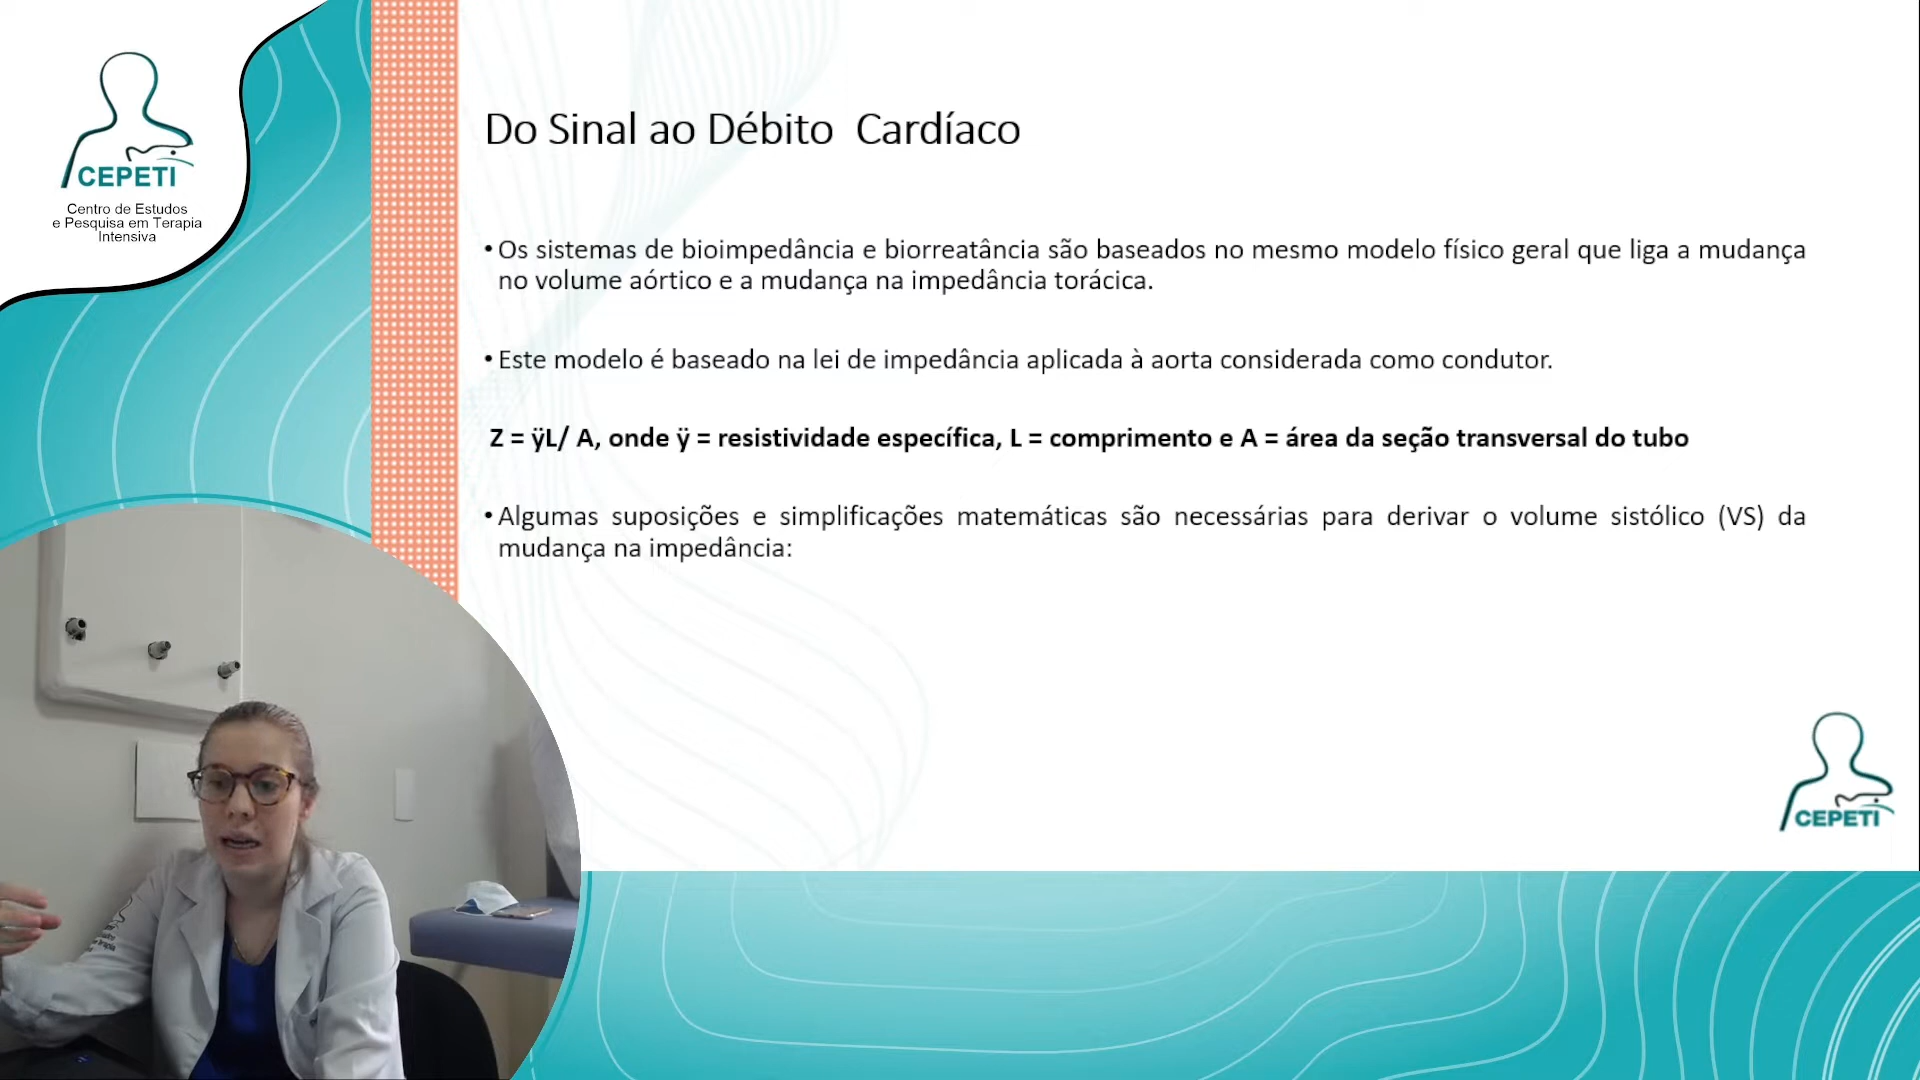 CEPETI
Centro de Estudos
e Pesquisa em Terapia
Intensiva
Do Sinal ao Débito Cardíaco
• Os sistemas de bioimpedância e biorreatância são baseados no mesmo modelo físico geral que liga a mudança
no volume aórtico e a mudança na impedância torácica.
• Este modelo é baseado na lei de impedância aplicada à aorta considerada como condutor.
Z = ÿL/ A, onde ÿ = resistividade específica, L = comprimento e A = área da seção transversal do tubo
• Algumas suposições e simplificações matemáticas são necessárias para derivar o volume sistólico (VS) da
mudança na impedância:
CEPETI